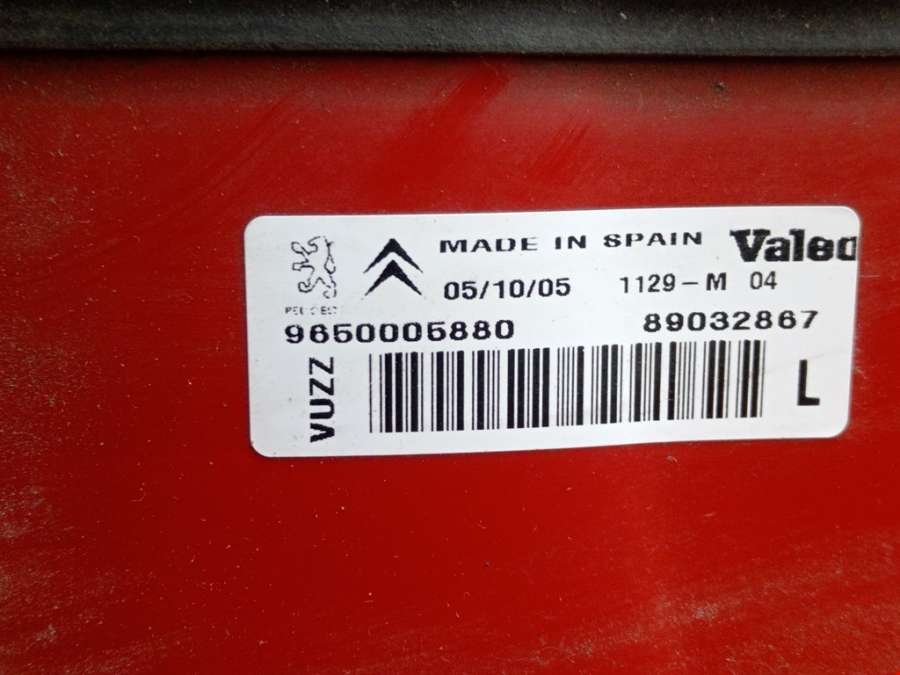 MADE IN SPAIN Valeo
PEUGEOT
05/10/05 1129-M 04
9650005880 89032867
VUZZ
L